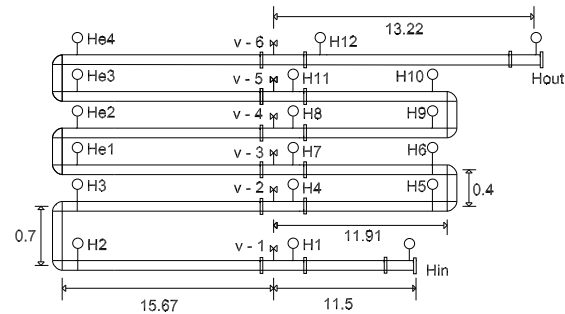 13.22
He4 v - 6 H12
He3 v - 5 H11 H10 Hout
He2 v - 4 H8 H9
He1 v - 3 H7 H6
H3 v - 2 H4 H5 0.4
0.7 11.91
H2 v - 1 H1 Hin
15.67 11.5